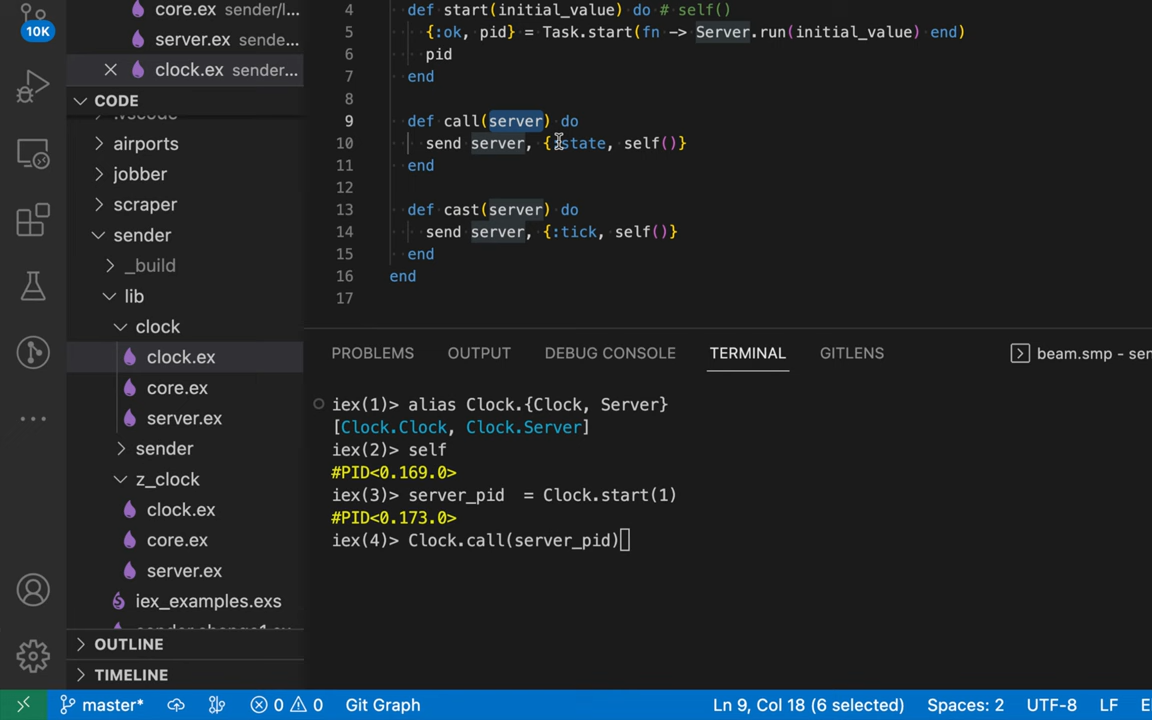 10K
core.ex sender/l...
server.ex sende...
clock.ex sender...
CODE
airports
jobber
scraper
sender
_build
lib
clock
clock.ex
core.ex
server.ex
sender
z_clock
clock.ex
core.ex
server.ex
iex_examples.exs
OUTLINE
TIMELINE
4 def start(initial_value) do # self()
5 {:ok, pid} = Task.start(fn -> Server.run(initial_value) end)
6 pid
7 end
8
9 def call(server) do
10 send server, {:state, self()}
11 end
12
13 def cast(server) do
14 send server, {:tick, self()}
15 end
16 end
17
PROBLEMS OUTPUT DEBUG CONSOLE TERMINAL GITLENS beam.smp - sen
iex(1)> alias Clock.{Clock, Server}
[Clock.Clock, Clock.Server]
iex(2)> self
#PID<0.169.0>
iex(3)> server_pid = Clock.start(1)
#PID<0.173.0>
iex(4)> Clock.call(server_pid)
master* 0 0 Git Graph Ln 9, Col 18 (6 selected) Spaces: 2 UTF-8 LF